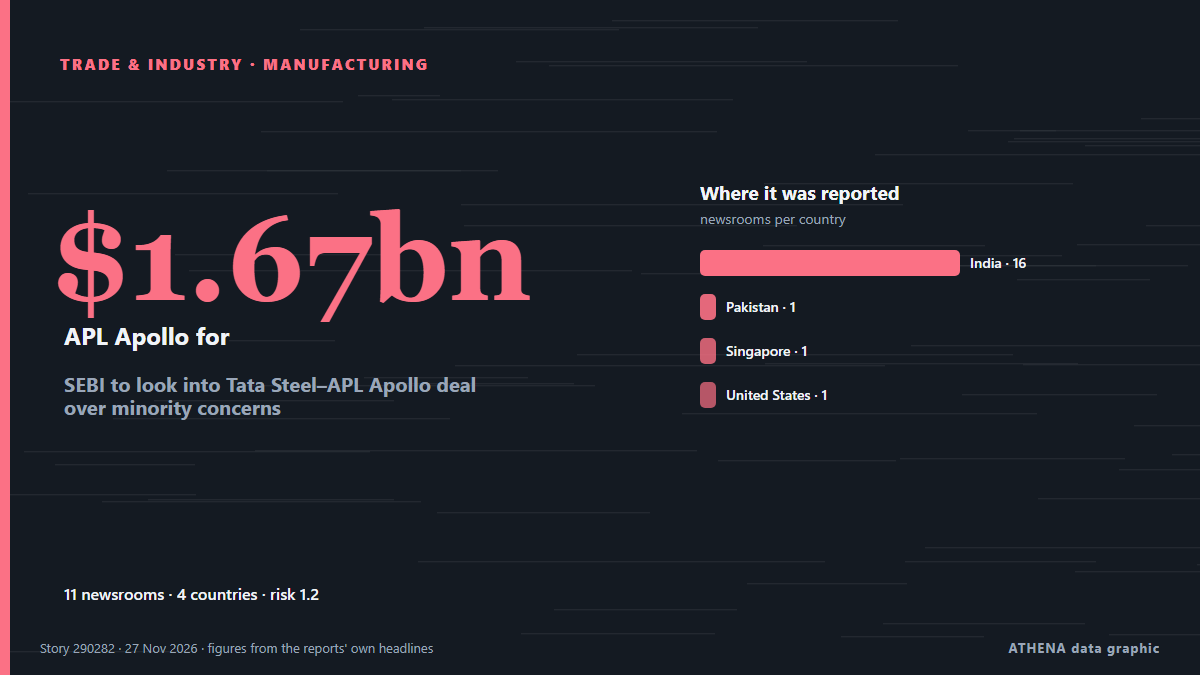 TRADE & INDUSTRY · MANUFACTURING
$1.67bn
APL Apollo for
SEBI to look into Tata Steel–APL Apollo deal
over minority concerns
Where it was reported
newsrooms per country
India · 16
Pakistan · 1
Singapore · 1
United States · 1
11 newsrooms · 4 countries · risk 1.2
Story 290282 · 27 Nov 2026 · figures from the reports' own headlines
ATHENA data graphic